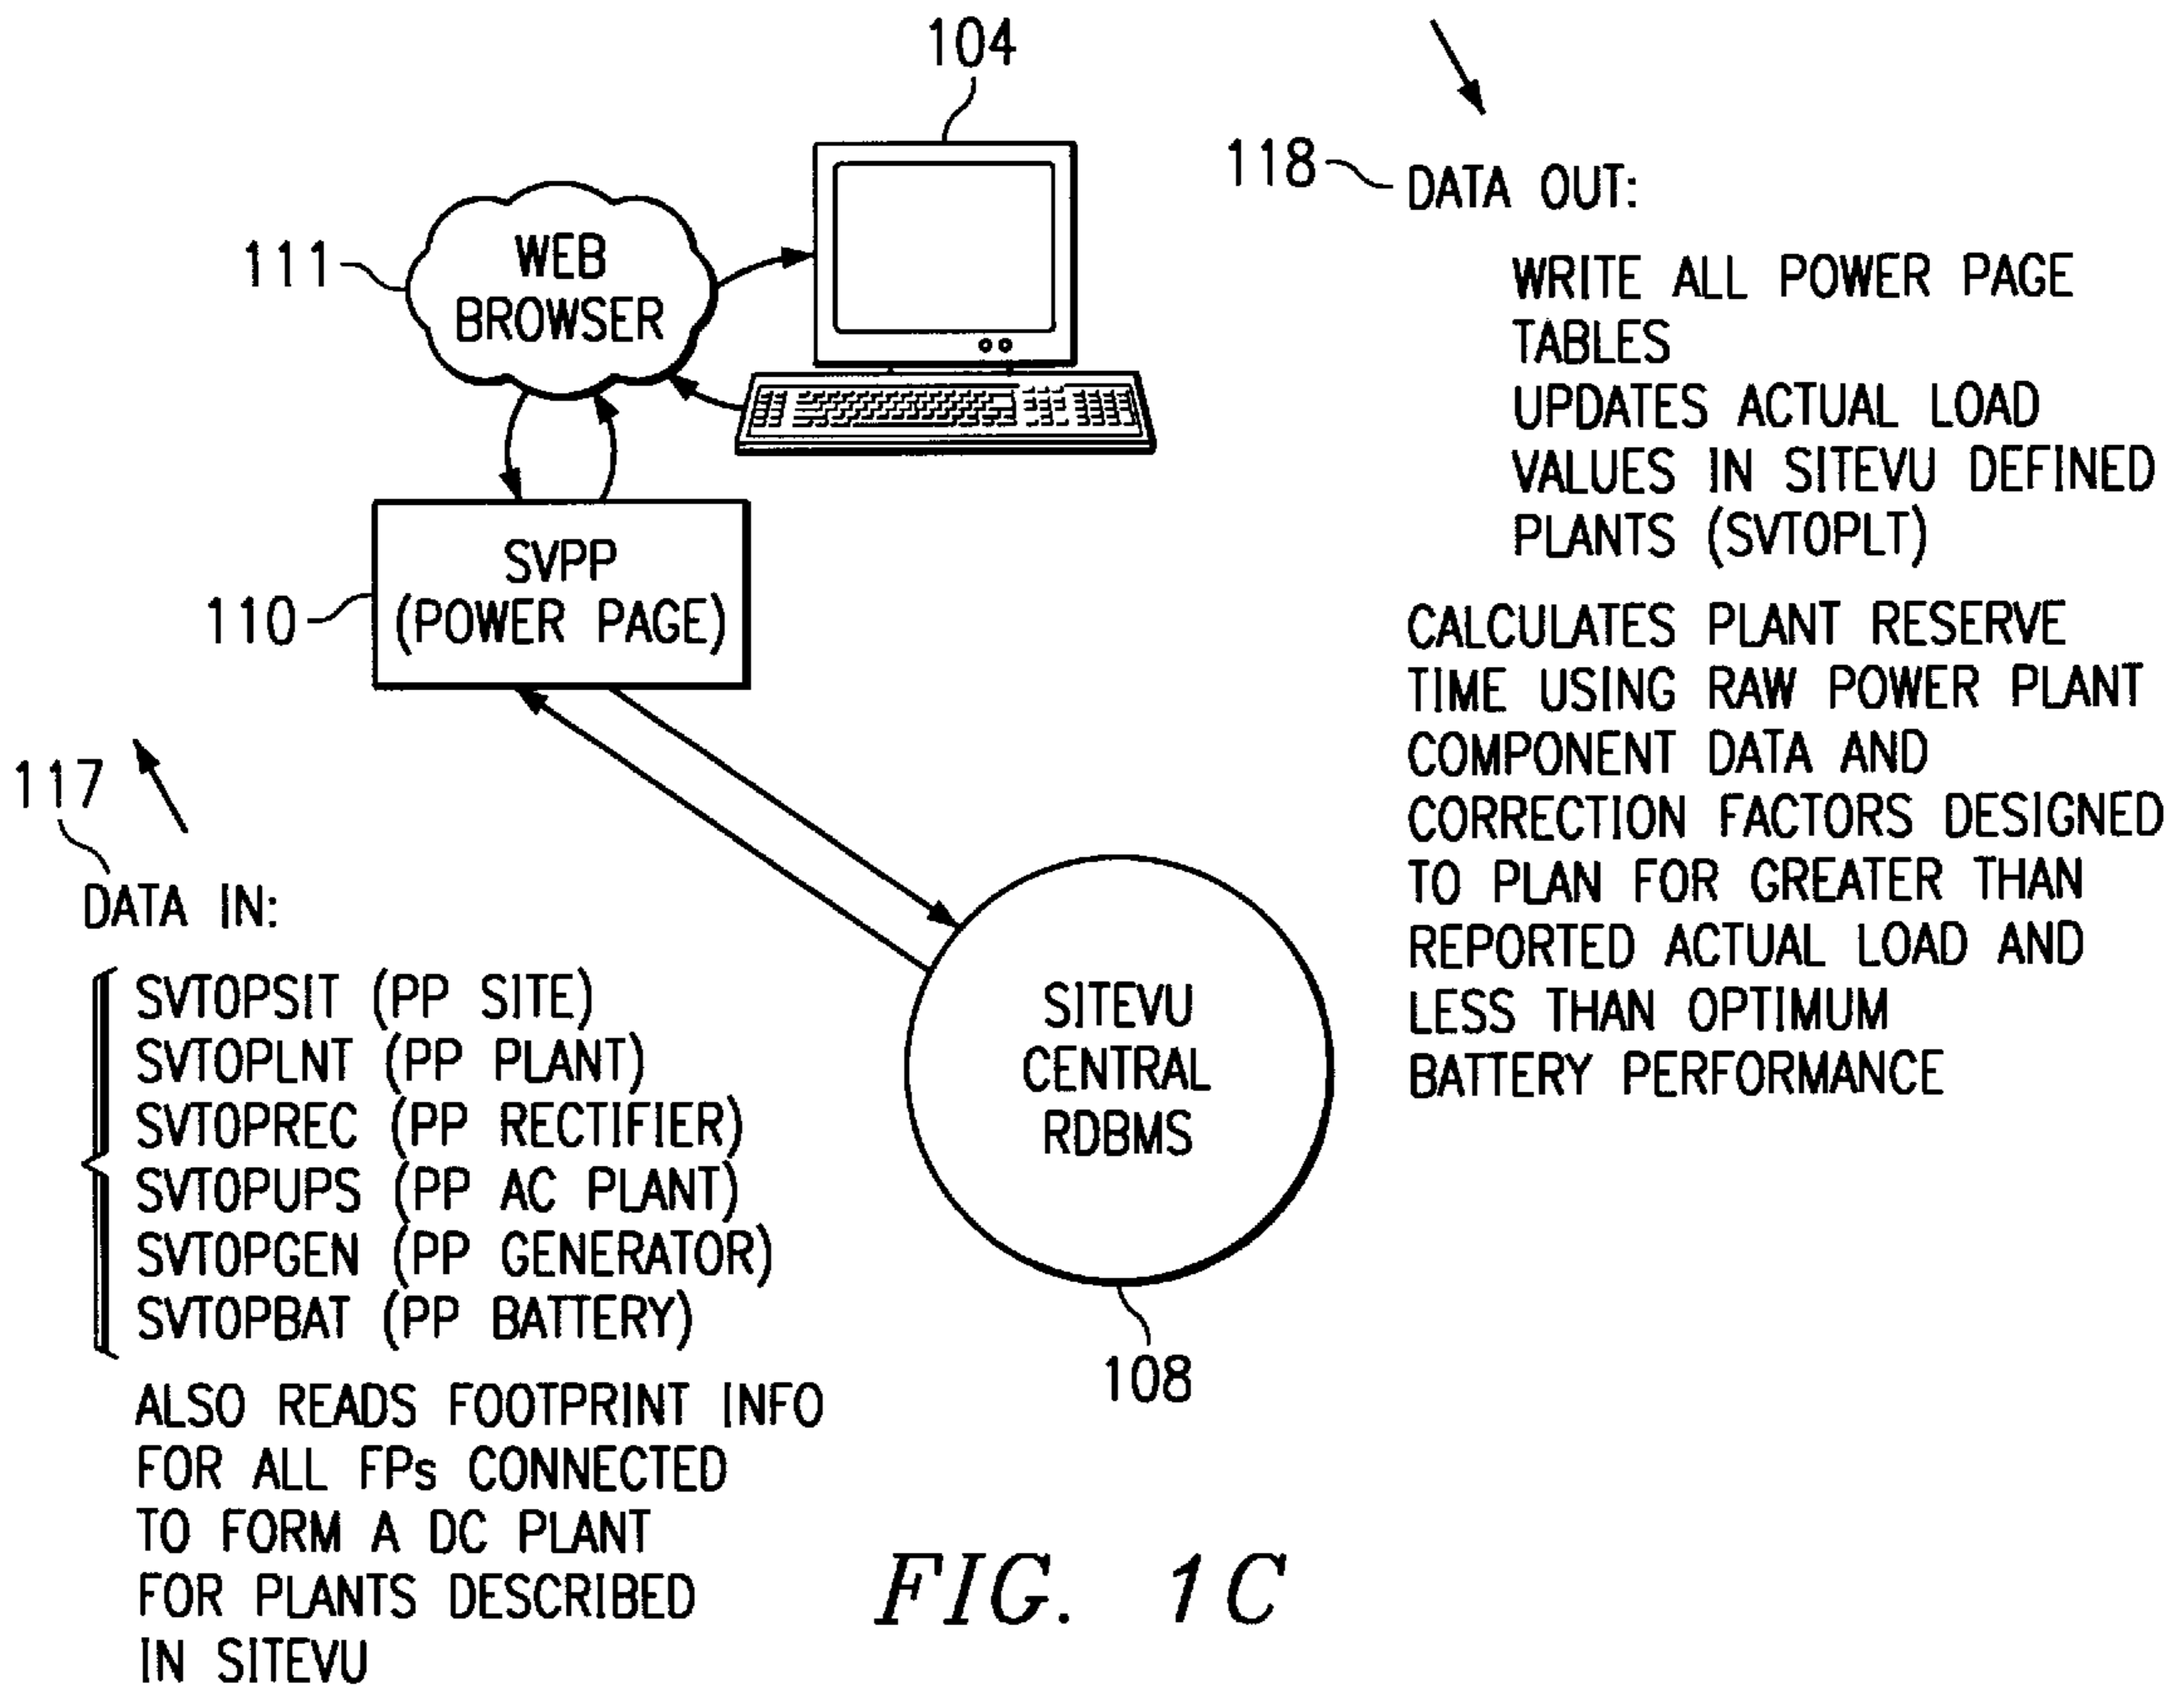 104
118
DATA OUT:
WRITE ALL POWER PAGE
TABLES
UPDATES ACTUAL LOAD
VALUES IN SITEVU DEFINED
PLANTS (SVTOPLT)
CALCULATES PLANT RESERVE
TIME USING RAW POWER PLANT
COMPONENT DATA AND
CORRECTION FACTORS DESIGNED
TO PLAN FOR GREATER THAN
REPORTED ACTUAL LOAD AND
LESS THAN OPTIMUM
BATTERY PERFORMANCE
111
WEB
BROWSER
110
SVPP
(POWER PAGE)
117
DATA IN:
SVTOPSIT (PP SITE)
SVTOPLNT (PP PLANT)
SVTOPREC (PP RECTIFIER)
SVTOPUPS (PP AC PLANT)
SVTOPGEN (PP GENERATOR)
SVTOPBAT (PP BATTERY)
ALSO READS FOOTPRINT INFO
FOR ALL FPs CONNECTED
TO FORM A DC PLANT
FOR PLANTS DESCRIBED
IN SITEVU
SITEVU
CENTRAL
RDBMS
108
FIG. 1C